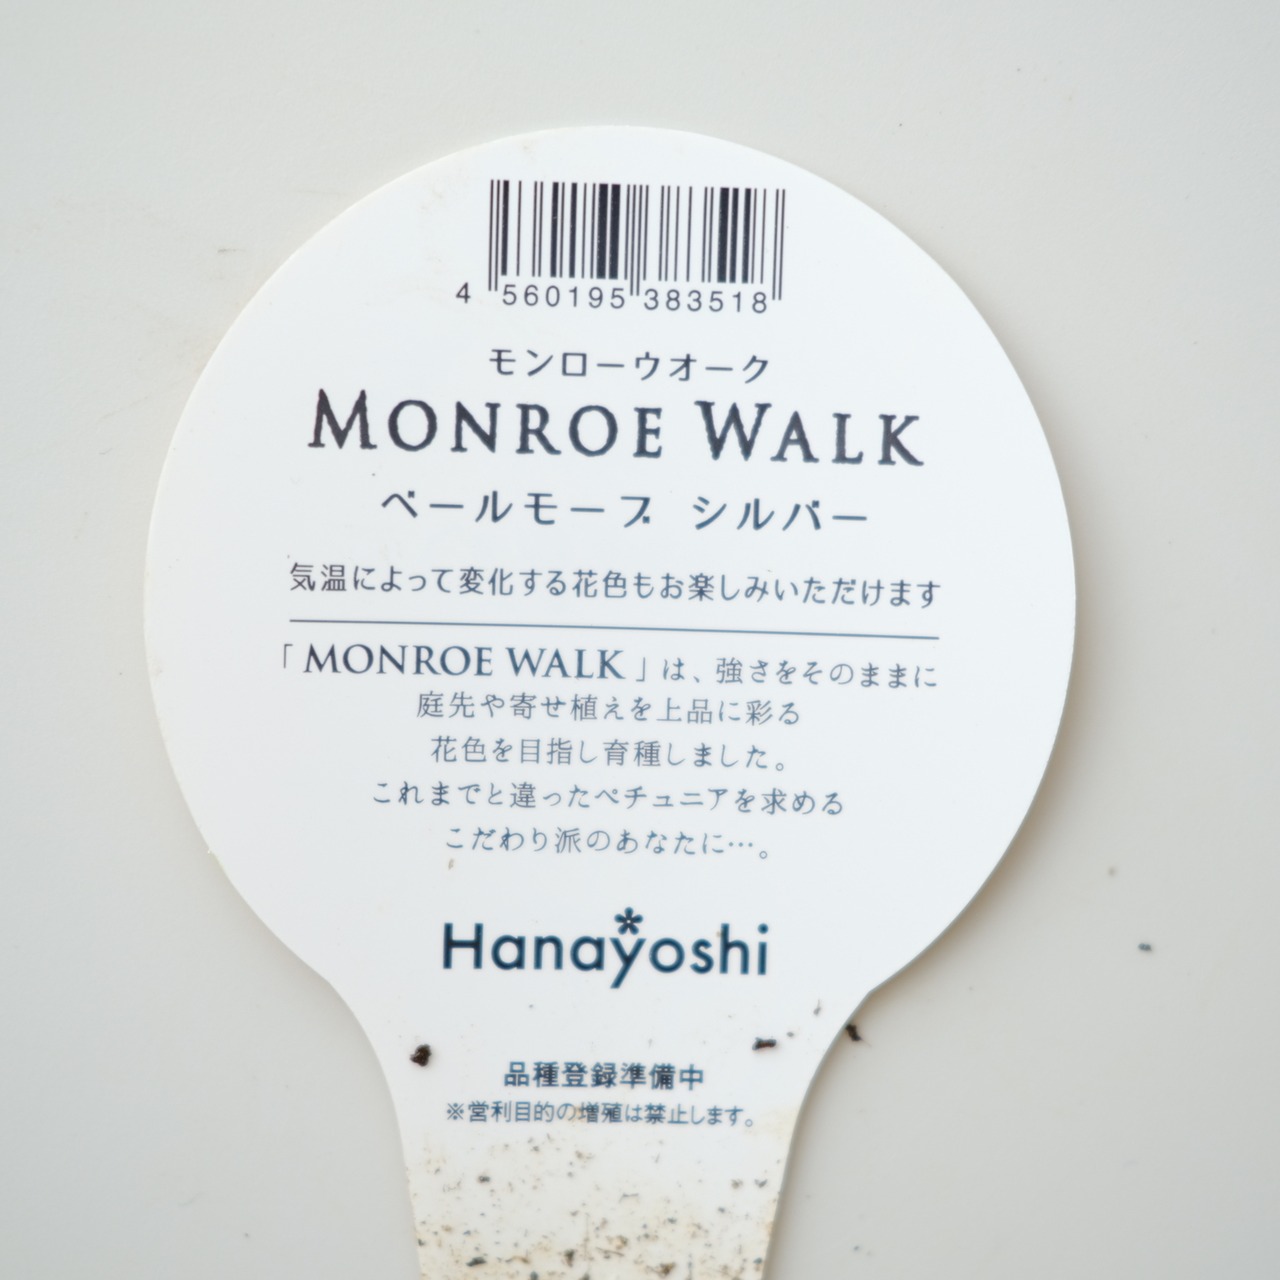 4 560195 383518
モンローウオーク
MONROE WALK
ペールモーブ シルバー
気温によって変化する花色もお楽しみいただけます
「MONROE WALK」は、強さをそのままに
庭先や寄せ植えを上品に彩る
花色を目指し育種しました。
これまでと違ったペチュニアを求める
こだわり派のあなたに…。
Hanayoshi
品種登録準備中
※営利目的の増殖は禁止します。